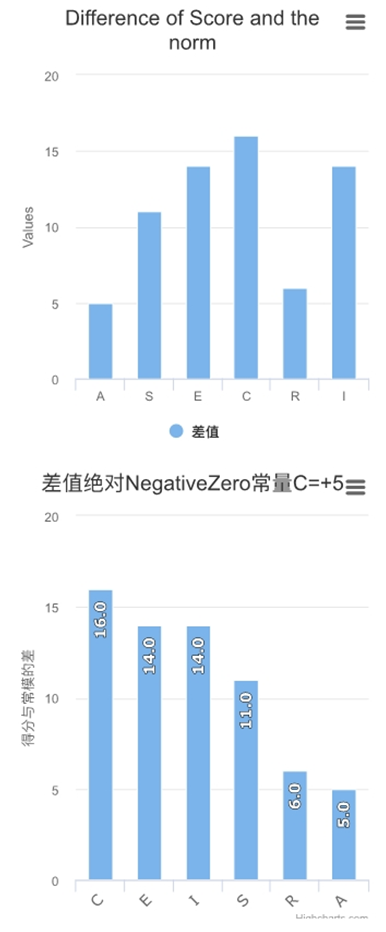 Difference of Score and the
norm
20
15
10
5
0
Values
A S E C R I
差值
差值绝对NegativeZero常量C=+5
20
15
10
5
0
得分与常模的差
16.0
14.0
14.0
11.0
6.0
5.0
C E I S R A
Highcharts.com